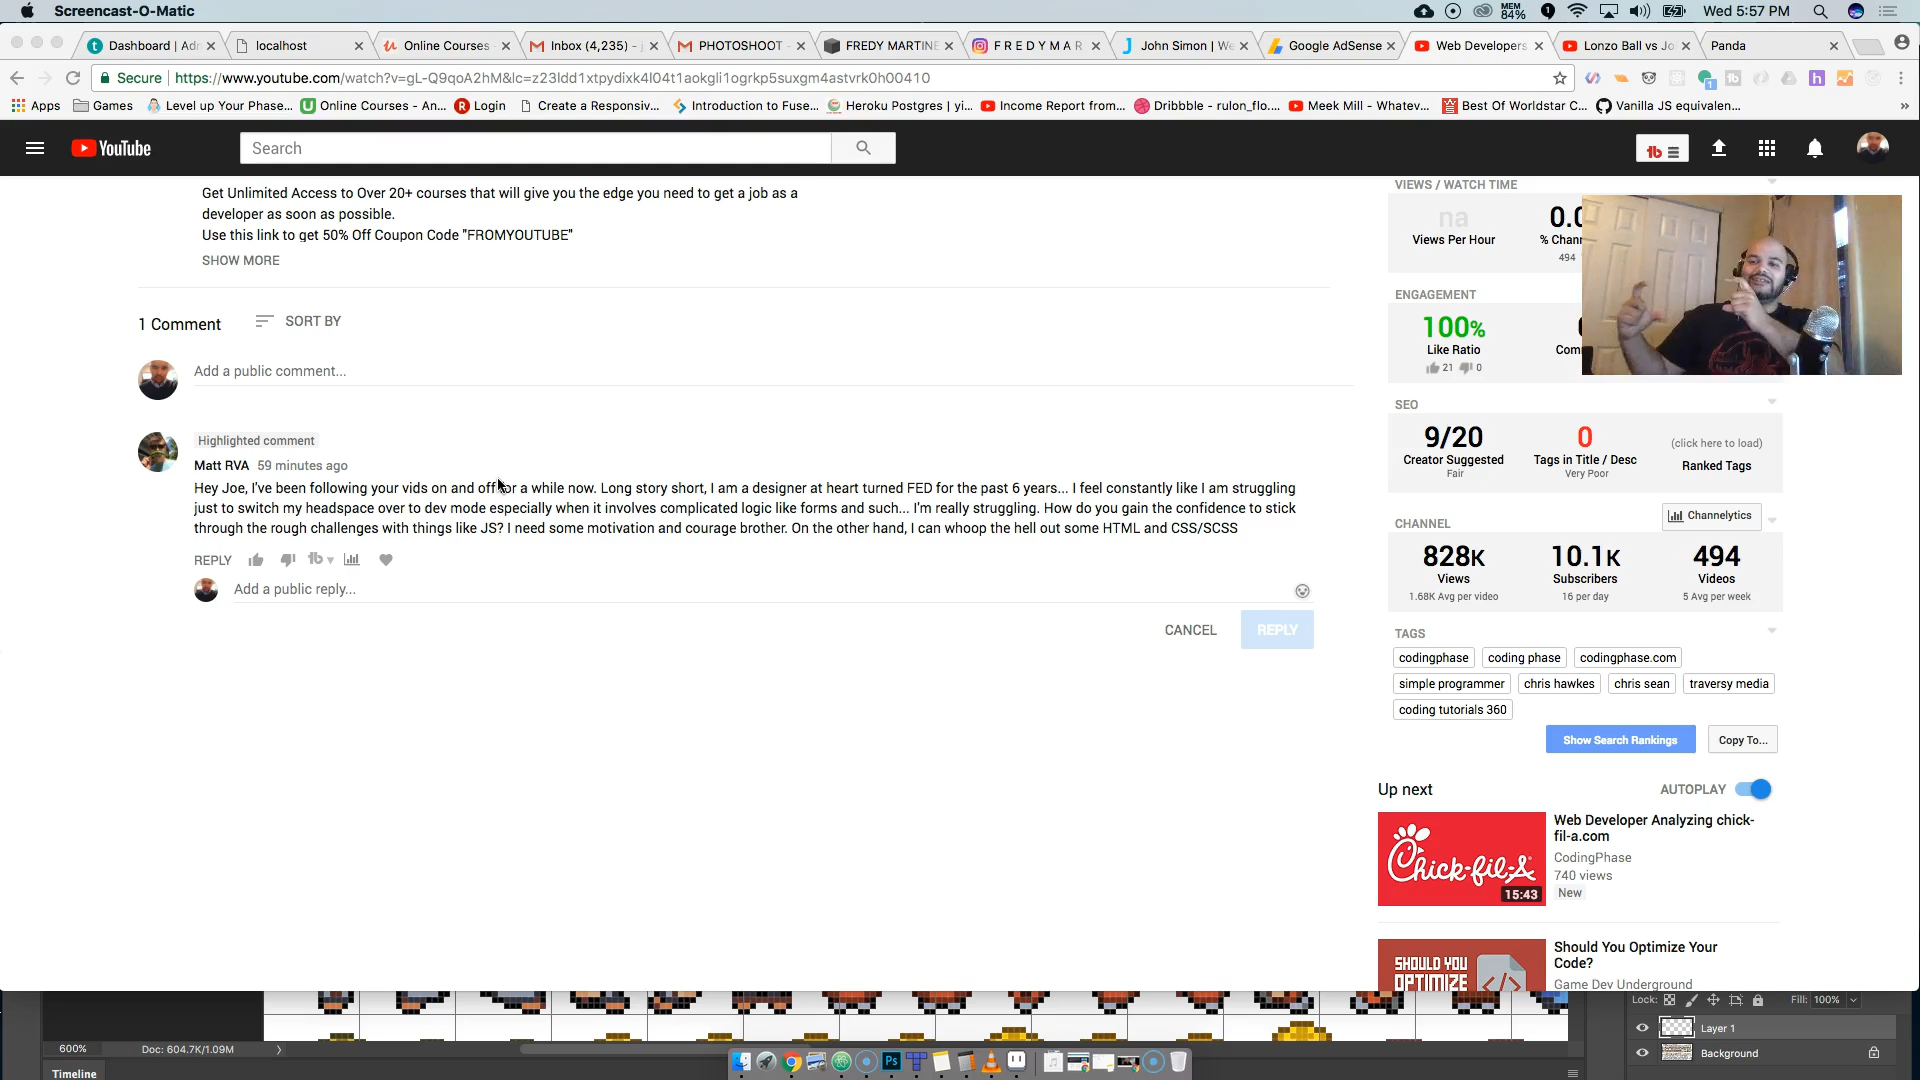 Screencast-O-Matic
MEM
84%
1
Wed 5:57 PM
Dashboard | Adr
localhost
Online Courses -
Inbox (4,235) - j
PHOTOSHOOT -
FREDY MARTINE
F R E D Y M A R
John Simon | We
Google AdSense
Web Developers
Lonzo Ball vs Jo
Panda
Secure
https://www.youtube.com/watch?v=gL-Q9qoA2hM&lc=z23ldd1xtpydixk4l04t1aokgli1ogrkp5suxgm4astvrk0h00410
Apps
Games
Level up Your Phase...
Online Courses - An...
Login
Create a Responsiv...
Introduction to Fuse...
Heroku Postgres | yi...
Income Report from...
Dribbble - rulon_flo....
Meek Mill - Whatev...
Best Of Worldstar C...
Vanilla JS equivalen...
YouTube
Search
Get Unlimited Access to Over 20+ courses that will give you the edge you need to get a job as a
developer as soon as possible.
Use this link to get 50% Off Coupon Code "FROMYOUTUBE"
SHOW MORE
1 Comment
SORT BY
Add a public comment...
Highlighted comment
Matt RVA 59 minutes ago
Hey Joe, I've been following your vids on and off for a while now. Long story short, I am a designer at heart turned FED for the past 6 years... I feel constantly like I am struggling
just to switch my headspace over to dev mode especially when it involves complicated logic like forms and such... I'm really struggling. How do you gain the confidence to stick
through the rough challenges with things like JS? I need some motivation and courage brother. On the other hand, I can whoop the hell out some HTML and CSS/SCSS
REPLY
Add a public reply...
CANCEL
REPLY
VIEWS / WATCH TIME
na
Views Per Hour
0.0
% Chann
494
ENGAGEMENT
100%
Like Ratio
21
0
Com
SEO
9/20
Creator Suggested
Fair
0
Tags in Title / Desc
Very Poor
(click here to load)
Ranked Tags
CHANNEL
Channelytics
828K
Views
1.68K Avg per video
10.1K
Subscribers
16 per day
494
Videos
5 Avg per week
TAGS
codingphase
coding phase
codingphase.com
simple programmer
chris hawkes
chris sean
traversy media
coding tutorials 360
Show Search Rankings
Copy To...
Up next
AUTOPLAY
Chick-fil-A
15:43
Web Developer Analyzing chick-
fil-a.com
CodingPhase
740 views
New
SHOULD YOU
OPTIMIZE
Should You Optimize Your
Code?
Game Dev Underground
Lock:
Fill: 100%
Layer 1
Background
600%
Doc: 604.7K/1.09M
Timeline
Ps